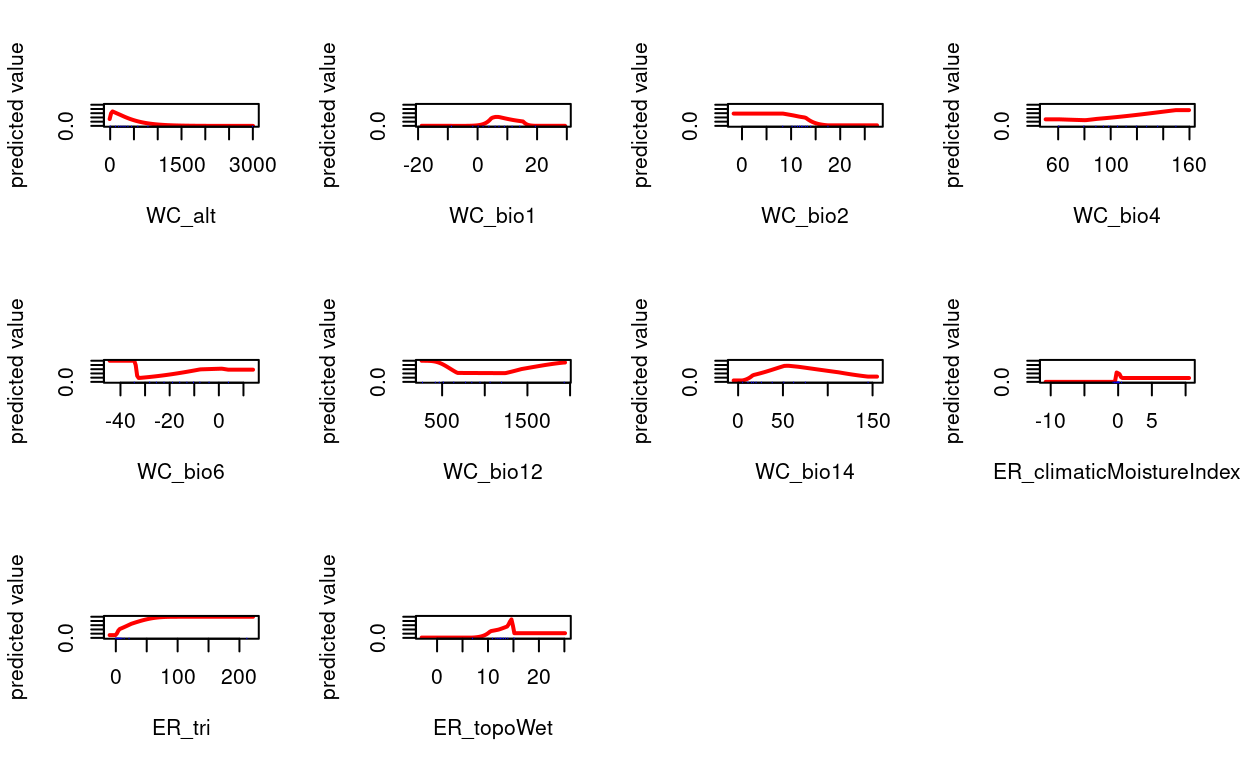 predicted value
0.0
0 1500 3000
WC_alt
predicted value
0.0
-20 0 20
WC_bio1
predicted value
0.0
0 10 20
WC_bio2
predicted value
0.0
60 100 160
WC_bio4
predicted value
0.0
-40 -20 0
WC_bio6
predicted value
0.0
500 1500
WC_bio12
predicted value
0.0
0 50 150
WC_bio14
predicted value
0.0
-10 0 5
ER_climaticMoistureIndex
predicted value
0.0
0 100 200
ER_tri
predicted value
0.0
0 10 20
ER_topoWet